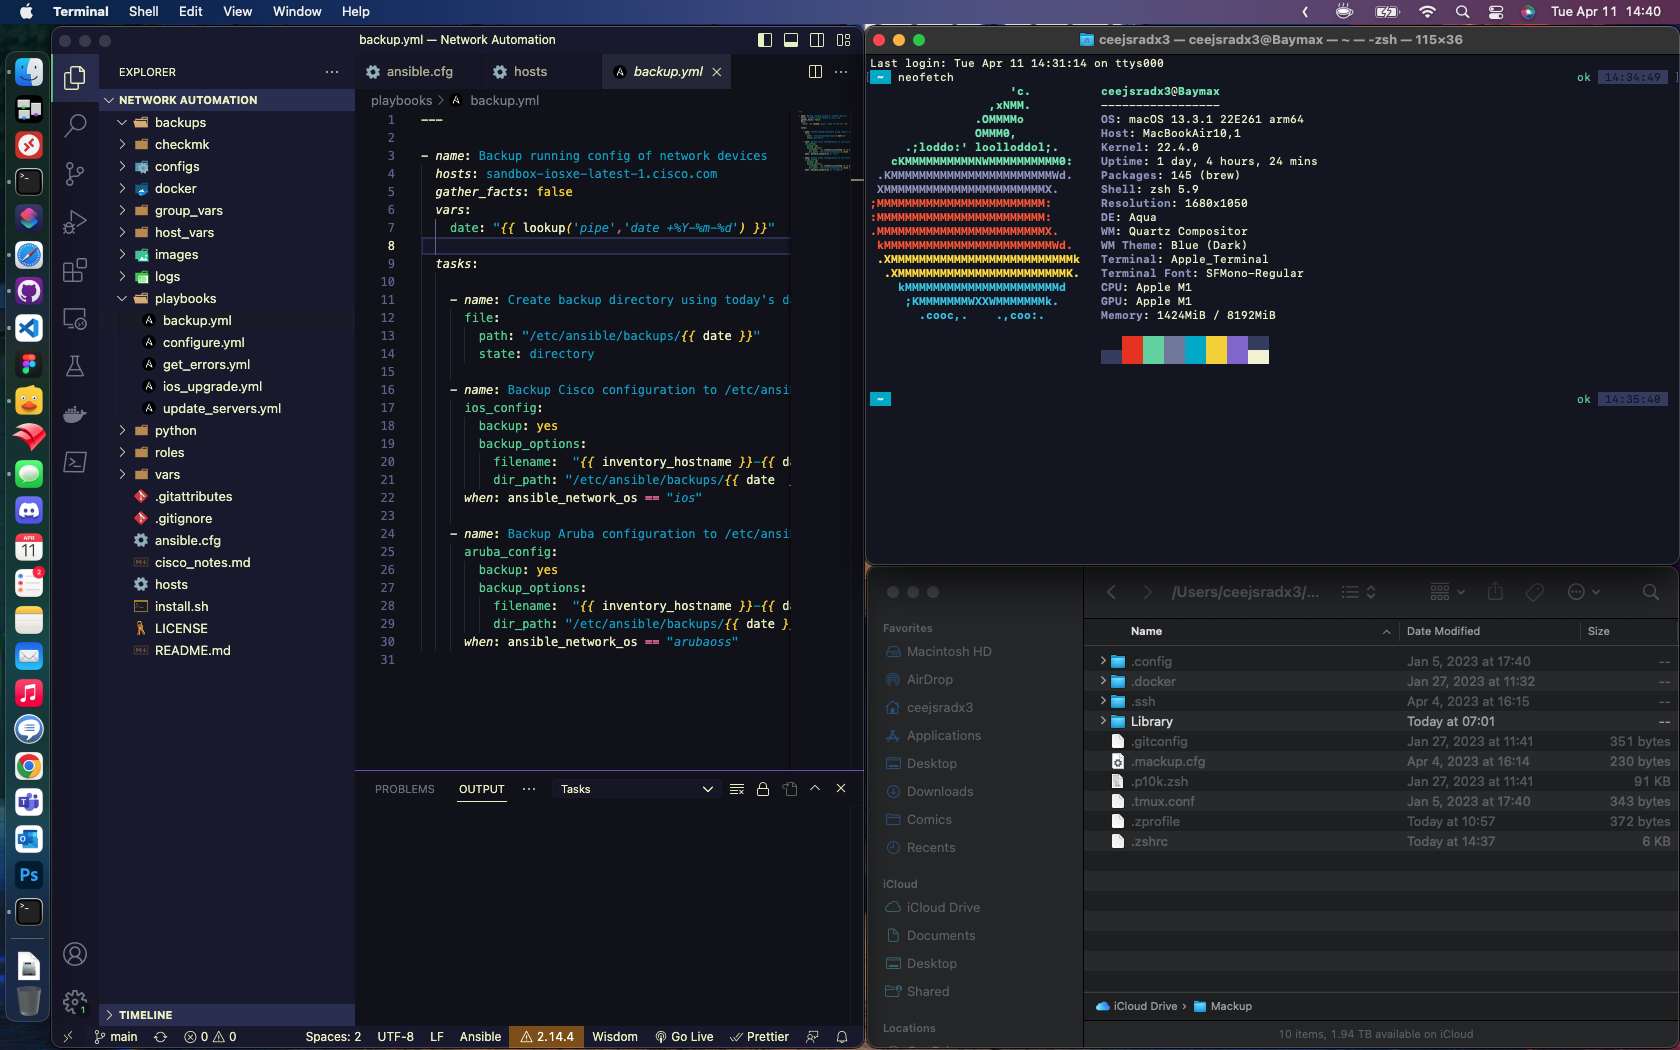 Terminal Shell Edit View Window Help
Tue Apr 11 14:40
backup.yml — Network Automation
EXPLORER
NETWORK AUTOMATION
backups
checkmk
configs
docker
group_vars
host_vars
images
logs
playbooks
backup.yml
configure.yml
get_errors.yml
ios_upgrade.yml
update_servers.yml
python
roles
vars
.gitattributes
.gitignore
ansible.cfg
cisco_notes.md
hosts
install.sh
LICENSE
README.md
TIMELINE
ansible.cfg hosts backup.yml
playbooks > backup.yml
1 ---
2
3 - name: Backup running config of network devices
4 hosts: sandbox-iosxe-latest-1.cisco.com
5 gather_facts: false
6 vars:
7 date: "{{ lookup('pipe','date +%Y-%m-%d') }}"
8
9 tasks:
10
11 - name: Create backup directory using today's d
12 file:
13 path: "/etc/ansible/backups/{{ date }}"
14 state: directory
15
16 - name: Backup Cisco configuration to /etc/ansi
17 ios_config:
18 backup: yes
19 backup_options:
20 filename: "{{ inventory_hostname }}-{{ d
21 dir_path: "/etc/ansible/backups/{{ date
22 when: ansible_network_os == "ios"
23
24 - name: Backup Aruba configuration to /etc/ansi
25 aruba_config:
26 backup: yes
27 backup_options:
28 filename: "{{ inventory_hostname }}-{{ d
29 dir_path: "/etc/ansible/backups/{{ date }
30 when: ansible_network_os == "arubaoss"
31
PROBLEMS OUTPUT ··· Tasks
main 0 0 Spaces: 2 UTF-8 LF Ansible 2.14.4 Wisdom Go Live Prettier
APR
11
2
Ps
1
ceejsradx3 — ceejsradx3@Baymax — ~ — -zsh — 115×36
Last login: Tue Apr 11 14:31:14 on ttys000
~ neofetch ok 14:34:49
'c.
,xNMM.
.OMMMMo
OMMM0,
.;loddo:' loolloddol;.
cKMMMMMMMMMMNWMMMMMMMMMM0:
.KMMMMMMMMMMMMMMMMMMMMMMMWd.
XMMMMMMMMMMMMMMMMMMMMMMMX.
;MMMMMMMMMMMMMMMMMMMMMMMM:
:MMMMMMMMMMMMMMMMMMMMMMMM:
.MMMMMMMMMMMMMMMMMMMMMMMMX.
kMMMMMMMMMMMMMMMMMMMMMMMMWd.
.XMMMMMMMMMMMMMMMMMMMMMMMMMMk
.XMMMMMMMMMMMMMMMMMMMMMMMMK.
kMMMMMMMMMMMMMMMMMMMMMMd
;KMMMMMMMWXXWMMMMMMMk.
.cooc,. .,coo:.
ceejsradx3@Baymax
-----------------
OS: macOS 13.3.1 22E261 arm64
Host: MacBookAir10,1
Kernel: 22.4.0
Uptime: 1 day, 4 hours, 24 mins
Packages: 145 (brew)
Shell: zsh 5.9
Resolution: 1680x1050
DE: Aqua
WM: Quartz Compositor
WM Theme: Blue (Dark)
Terminal: Apple_Terminal
Terminal Font: SFMono-Regular
CPU: Apple M1
GPU: Apple M1
Memory: 1424MiB / 8192MiB
~ ok 14:35:40
/Users/ceejsradx3/...
Favorites
Macintosh HD
AirDrop
ceejsradx3
Applications
Desktop
Downloads
Comics
Recents
iCloud
iCloud Drive
Documents
Desktop
Shared
Locations
Name Date Modified Size
.config Jan 5, 2023 at 17:40 --
.docker Jan 27, 2023 at 11:32 --
.ssh Apr 4, 2023 at 16:15 --
Library Today at 07:01 --
.gitconfig Jan 27, 2023 at 11:41 351 bytes
.mackup.cfg Apr 4, 2023 at 16:14 230 bytes
.p10k.zsh Jan 27, 2023 at 11:41 91 KB
.tmux.conf Jan 5, 2023 at 17:40 343 bytes
.zprofile Today at 10:57 372 bytes
.zshrc Today at 14:37 6 KB
iCloud Drive › Mackup
10 items, 1.94 TB available on iCloud